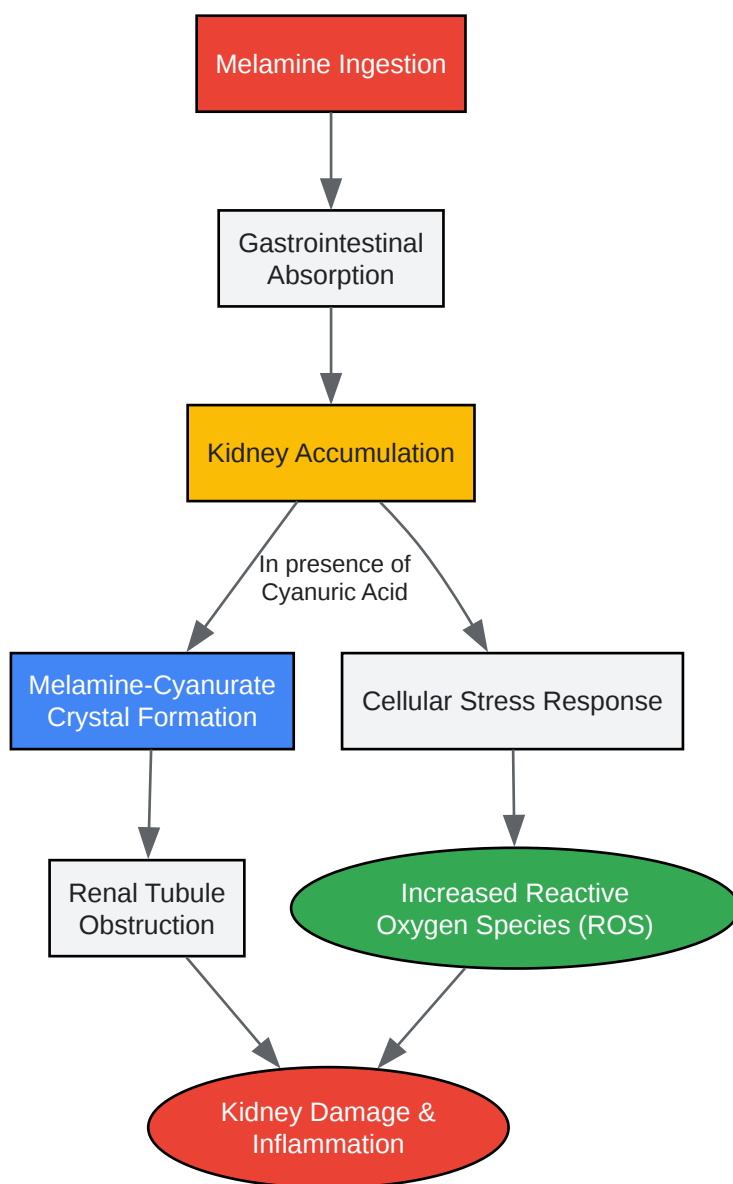 Melamine Ingestion
Gastrointestinal
Absorption
Kidney Accumulation
In presence of
Cyanuric Acid
Melamine-Cyanurate
Crystal Formation
Cellular Stress Response
Renal Tubule
Obstruction
Increased Reactive
Oxygen Species (ROS)
Kidney Damage &
Inflammation